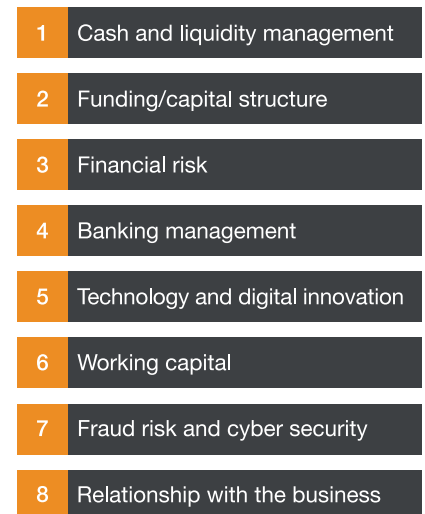 1 Cash and liquidity management
2 Funding/capital structure
3 Financial risk
4 Banking management
5 Technology and digital innovation
6 Working capital
7 Fraud risk and cyber security
8 Relationship with the business